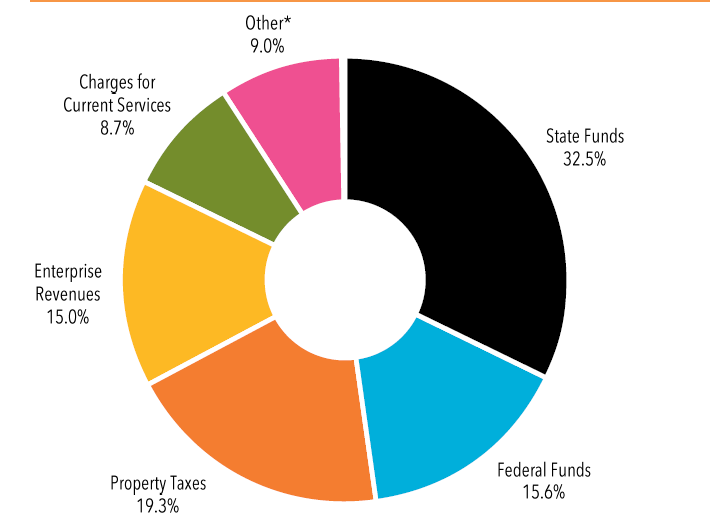 Other*
9.0%
Charges for
Current Services
8.7%
State Funds
32.5%
Enterprise
Revenues
15.0%
Property Taxes
19.3%
Federal Funds
15.6%